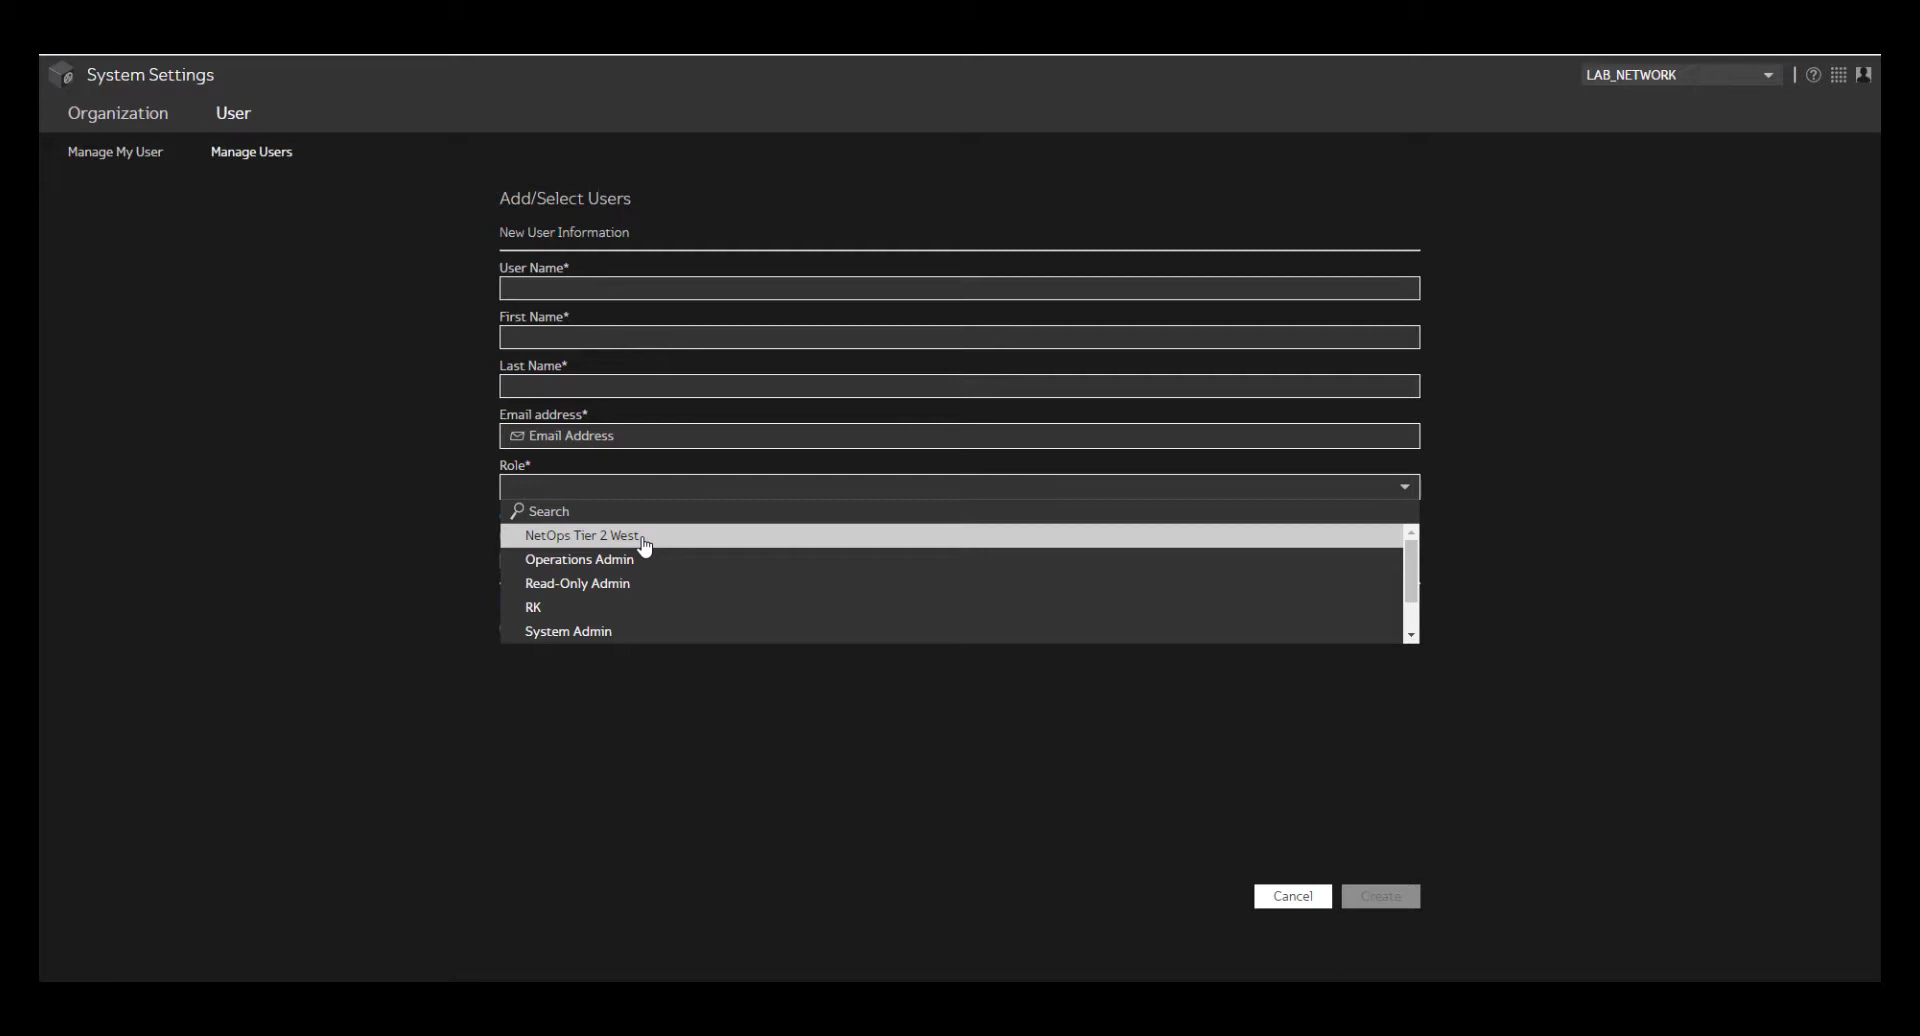 System Settings
LAB_NETWORK
Organization
User
Manage My User
Manage Users
Add/Select Users
New User Information
User Name*
First Name*
Last Name*
Email address*
Email Address
Role*
Search
NetOps Tier 2 West
Operations Admin
Read-Only Admin
RK
System Admin
Cancel
Create